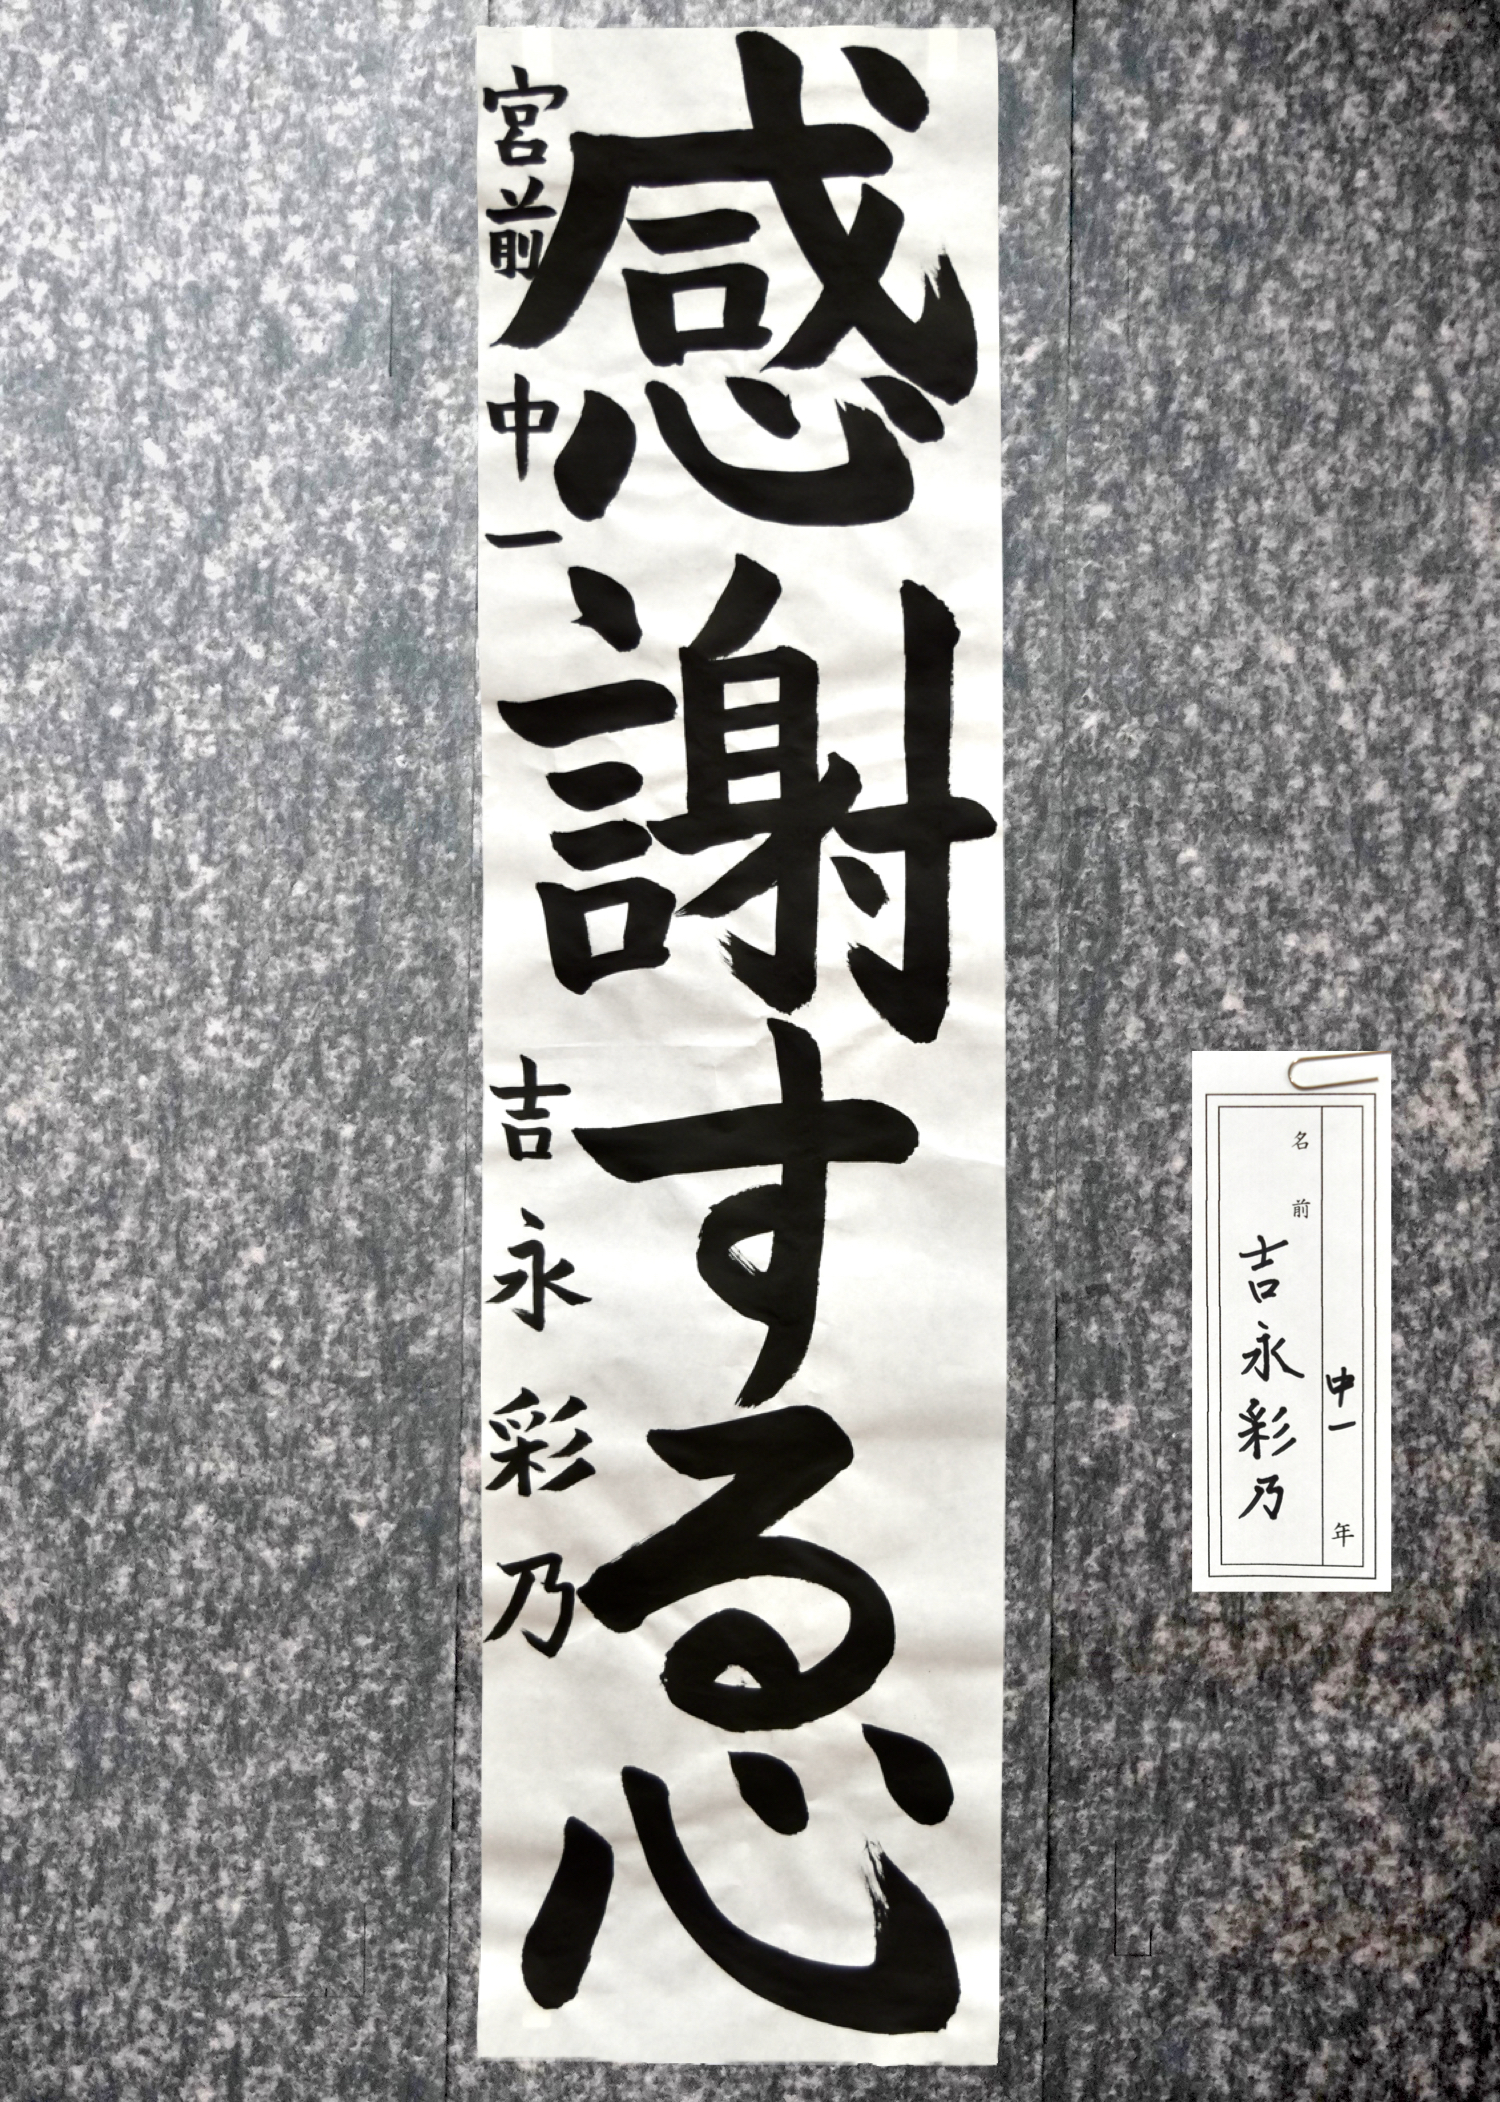 感謝する心
宮前中一 吉永彩乃
中一年
名前 吉永彩乃